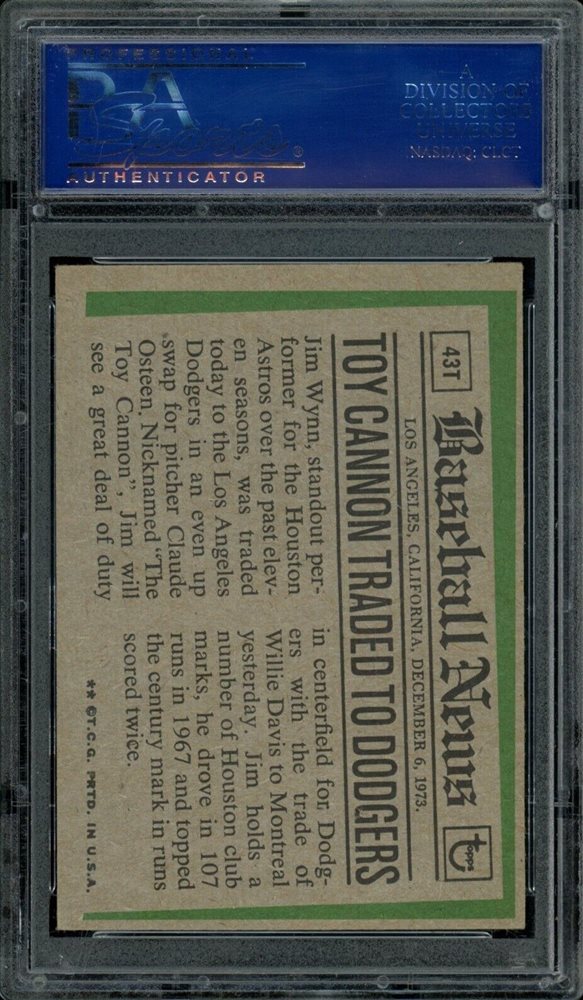 PROFESSIONAL
PSA
Sports ®
AUTHENTICATOR
A
DIVISION OF
COLLECTORS
UNIVERSE
NASDAQ: CLCT
43T
Baseball News
topps
LOS ANGELES, CALIFORNIA, DECEMBER 6, 1973.
TOY CANNON TRADED TO DODGERS
Jim Wynn, standout per-
former for the Houston
Astros over the past elev-
en seasons, was traded
today to the Los Angeles
Dodgers in an even up
swap for pitcher Claude
Osteen. Nicknamed "The
Toy Cannon", Jim will
see a great deal of duty
in centerfield for Dodg-
ers with the trade of
Willie Davis to Montreal
yesterday. Jim holds a
number of Houston club
marks, he drove in 107
runs in 1967 and topped
the century mark in runs
scored twice.
** ©T.C.G. PRTD. IN U.S.A.